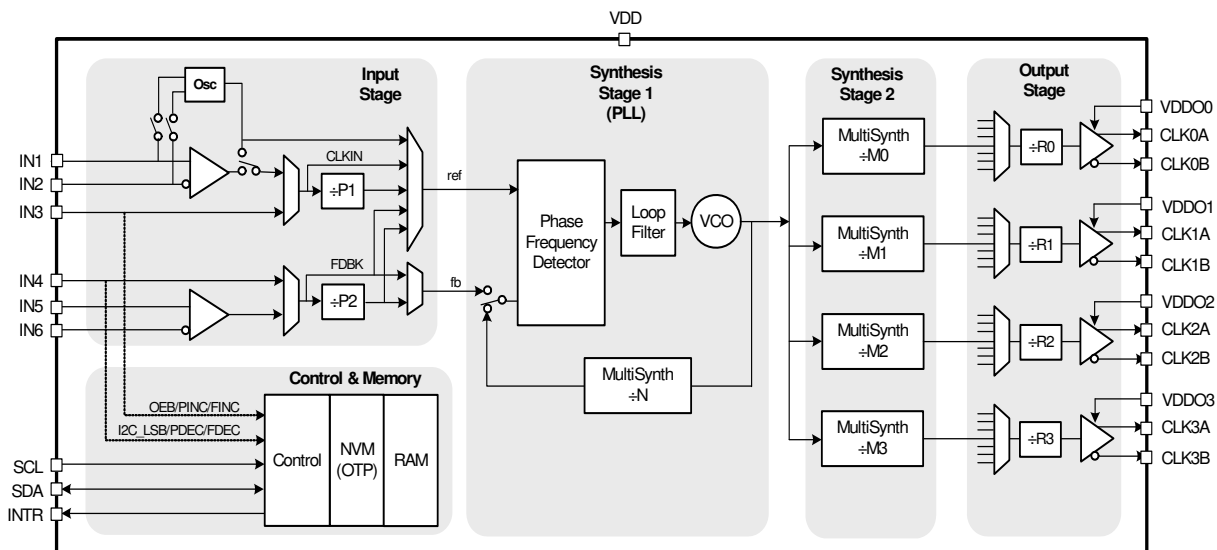 VDD
Input
Stage
Osc
IN1
IN2
IN3
CLKIN
÷P1
IN4
IN5
IN6
FDBK
÷P2
ref
fb
Synthesis
Stage 1
(PLL)
Phase
Frequency
Detector
Loop
Filter
VCO
MultiSynth
÷N
Synthesis
Stage 2
MultiSynth
÷M0
MultiSynth
÷M1
MultiSynth
÷M2
MultiSynth
÷M3
Output
Stage
÷R0
÷R1
÷R2
÷R3
VDDO0
CLK0A
CLK0B
VDDO1
CLK1A
CLK1B
VDDO2
CLK2A
CLK2B
VDDO3
CLK3A
CLK3B
Control & Memory
OEB/PINC/FINC
I2C_LSB/PDEC/FDEC
SCL
SDA
INTR
Control
NVM
(OTP)
RAM